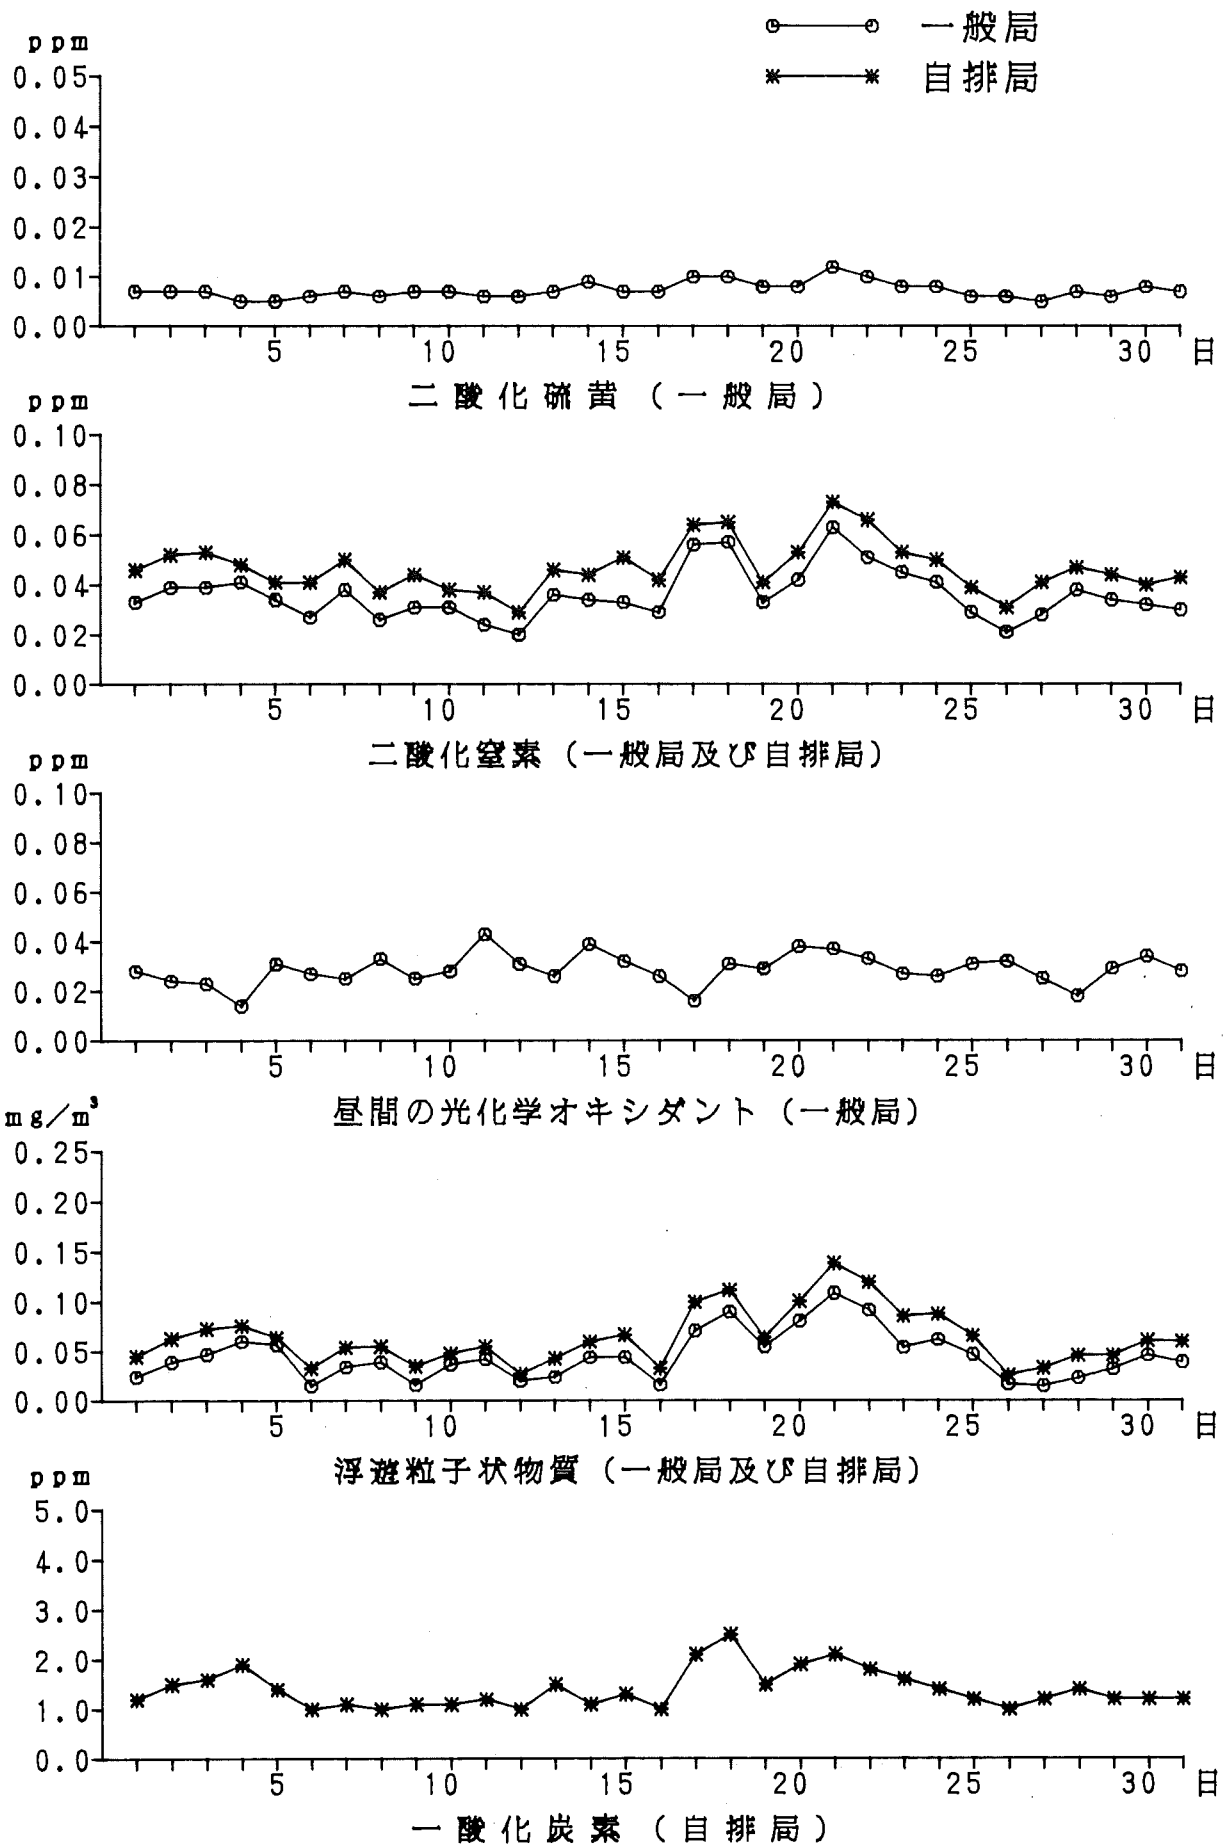 一般局
自排局
ppm
0.05
0.04
0.03
0.02
0.01
0.00
5 10 15 20 25 30 日
二酸化硫黄（一般局）
ppm
0.10
0.08
0.06
0.04
0.02
0.00
5 10 15 20 25 30 日
二酸化窒素（一般局及び自排局）
ppm
0.10
0.08
0.06
0.04
0.02
0.00
5 10 15 20 25 30 日
昼間の光化学オキシダント（一般局）
mg/m³
0.25
0.20
0.15
0.10
0.05
0.00
5 10 15 20 25 30 日
浮遊粒子状物質（一般局及び自排局）
ppm
5.0
4.0
3.0
2.0
1.0
0.0
5 10 15 20 25 30 日
一酸化炭素（自排局）